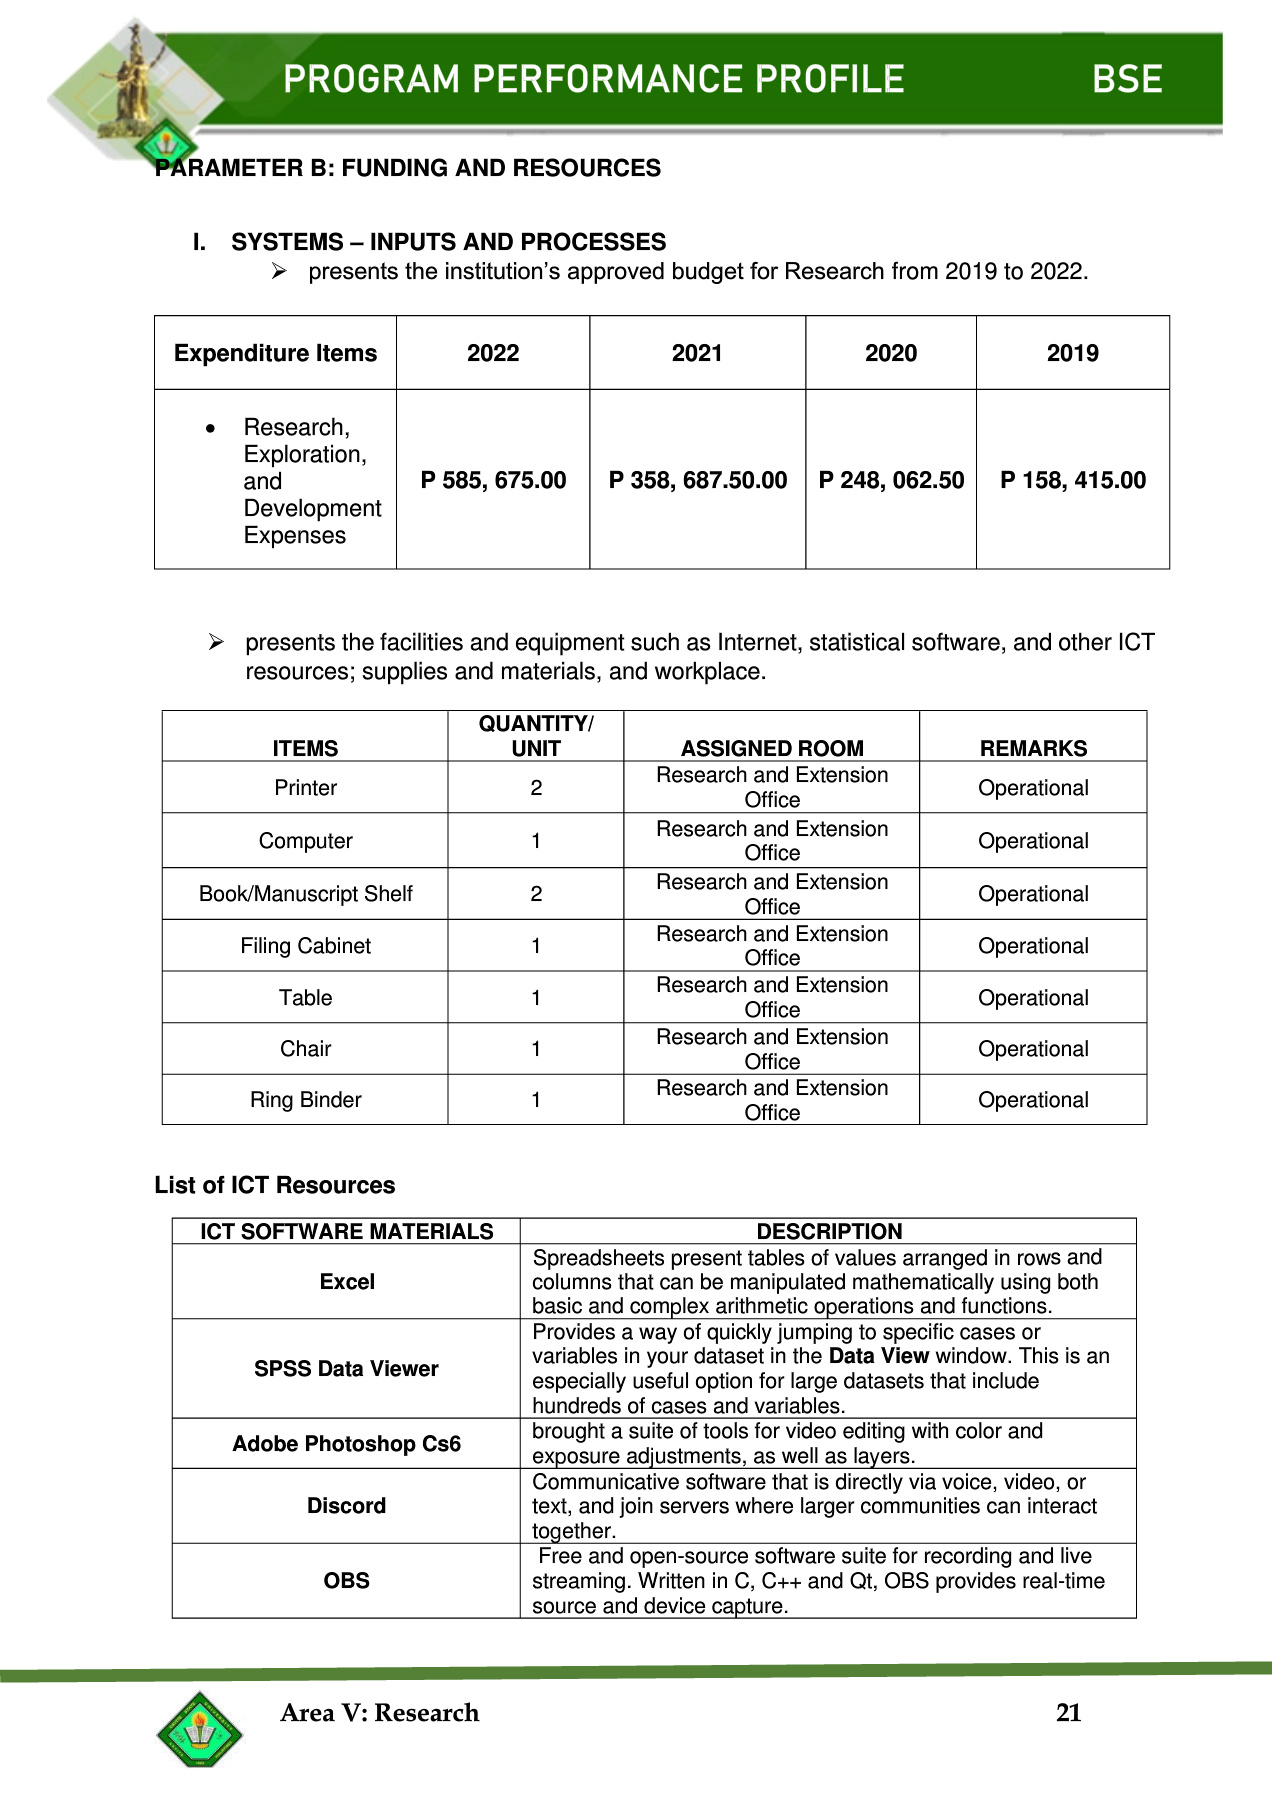 PROGRAM PERFORMANCE PROFILE BSE
PARAMETER B: FUNDING AND RESOURCES
I. SYSTEMS – INPUTS AND PROCESSES
➢ presents the institution’s approved budget for Research from 2019 to 2022.
Expenditure Items 2022 2021 2020 2019
• Research,
Exploration,
and
Development
Expenses
P 585, 675.00 P 358, 687.50.00 P 248, 062.50 P 158, 415.00
➢ presents the facilities and equipment such as Internet, statistical software, and other ICT
resources; supplies and materials, and workplace.
QUANTITY/
ITEMS UNIT ASSIGNED ROOM REMARKS
Research and Extension
Printer 2 Operational
Office
Research and Extension
Computer 1 Operational
Office
Research and Extension
Book/Manuscript Shelf 2 Operational
Office
Research and Extension
Filing Cabinet 1 Operational
Office
Research and Extension
Table 1 Operational
Office
Research and Extension
Chair 1 Operational
Office
Research and Extension
Ring Binder 1 Operational
Office
List of ICT Resources
ICT SOFTWARE MATERIALS DESCRIPTION
Excel
Spreadsheets present tables of values arranged in rows and
columns that can be manipulated mathematically using both
basic and complex arithmetic operations and functions.
SPSS Data Viewer
Provides a way of quickly jumping to specific cases or
variables in your dataset in the Data View window. This is an
especially useful option for large datasets that include
hundreds of cases and variables.
Adobe Photoshop Cs6
brought a suite of tools for video editing with color and
exposure adjustments, as well as layers.
Discord
Communicative software that is directly via voice, video, or
text, and join servers where larger communities can interact
together.
OBS
Free and open-source software suite for recording and live
streaming. Written in C, C++ and Qt, OBS provides real-time
source and device capture.
Area V: Research 21